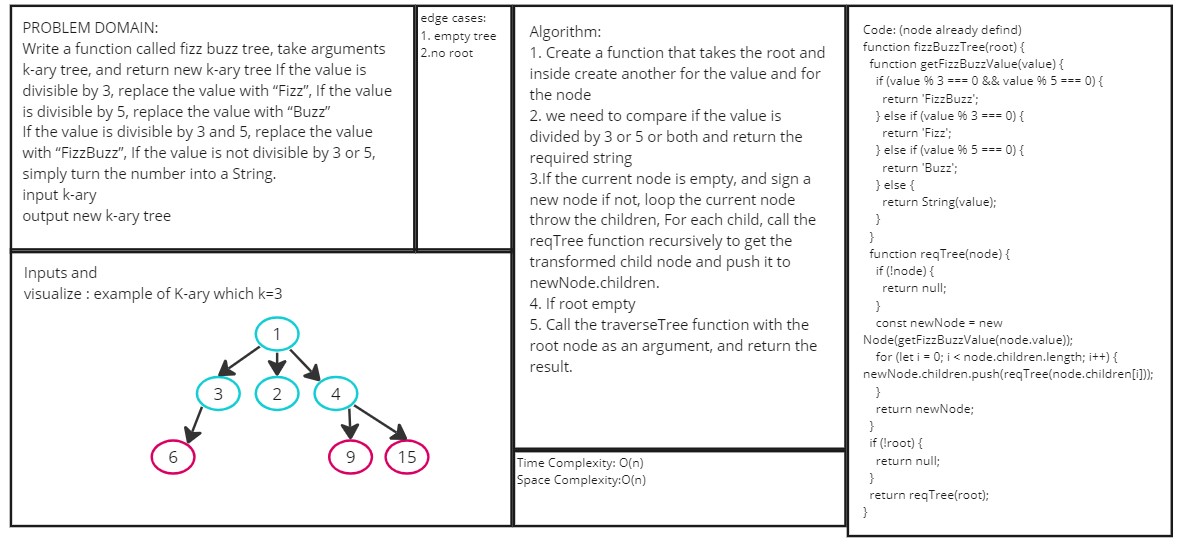 PROBLEM DOMAIN:
Write a function called fizz buzz tree, take arguments
k-ary tree, and return new k-ary tree If the value is
divisible by 3, replace the value with “Fizz”, If the value
is divisible by 5, replace the value with “Buzz”
If the value is divisible by 3 and 5, replace the value
with “FizzBuzz”, If the value is not divisible by 3 or 5,
simply turn the number into a String.
input k-ary
output new k-ary tree
edge cases:
1. empty tree
2.no root
Inputs and
visualize : example of K-ary which k=3
1
3
2
4
6
9
15
Algorithm:
1. Create a function that takes the root and
inside create another for the value and for
the node
2. we need to compare if the value is
divided by 3 or 5 or both and return the
required string
3.If the current node is empty, and sign a
new node if not, loop the current node
throw the children, For each child, call the
reqTree function recursively to get the
transformed child node and push it to
newNode.children.
4. If root empty
5. Call the traverseTree function with the
root node as an argument, and return the
result.
Time Complexity: O(n)
Space Complexity:O(n)
Code: (node already defind)
function fizzBuzzTree(root) {
function getFizzBuzzValue(value) {
if (value % 3 === 0 && value % 5 === 0) {
return 'FizzBuzz';
} else if (value % 3 === 0) {
return 'Fizz';
} else if (value % 5 === 0) {
return 'Buzz';
} else {
return String(value);
}
}
function reqTree(node) {
if (!node) {
return null;
}
const newNode = new
Node(getFizzBuzzValue(node.value));
for (let i = 0; i < node.children.length; i++) {
newNode.children.push(reqTree(node.children[i]));
}
return newNode;
}
if (!root) {
return null;
}
return reqTree(root);
}